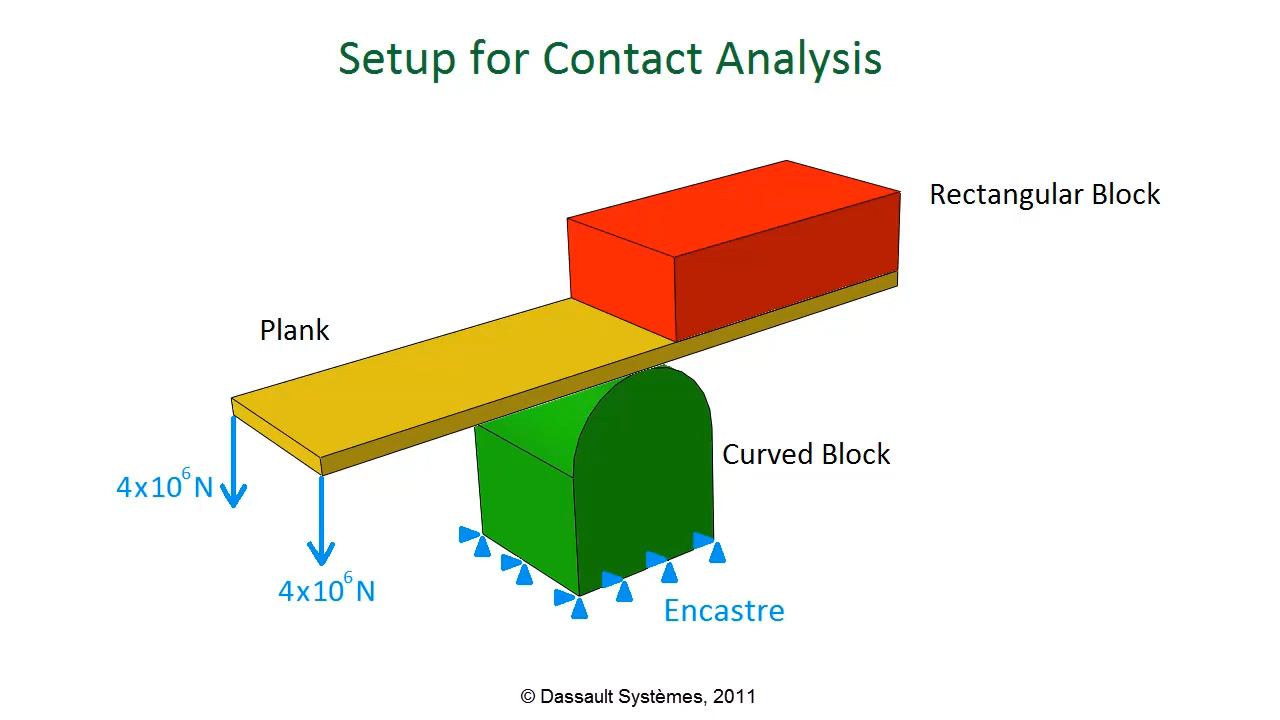 Setup for Contact Analysis
Rectangular Block
Plank
Curved Block
4x10⁶N
4x10⁶N
Encastre
© Dassault Systèmes, 2011